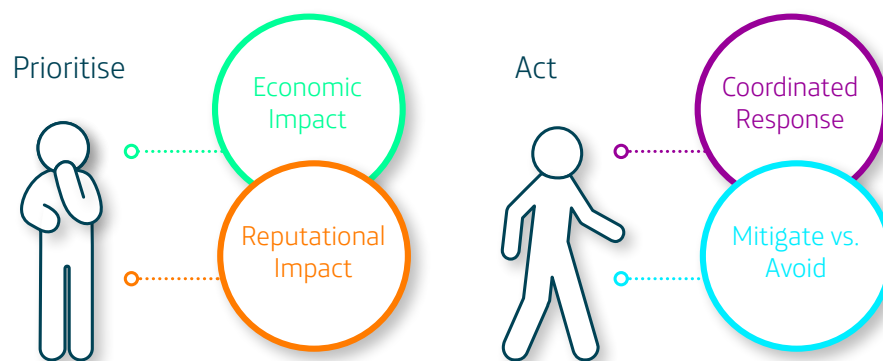 Prioritise
Economic
Impact
Reputational
Impact
Act
Coordinated
Response
Mitigate vs.
Avoid